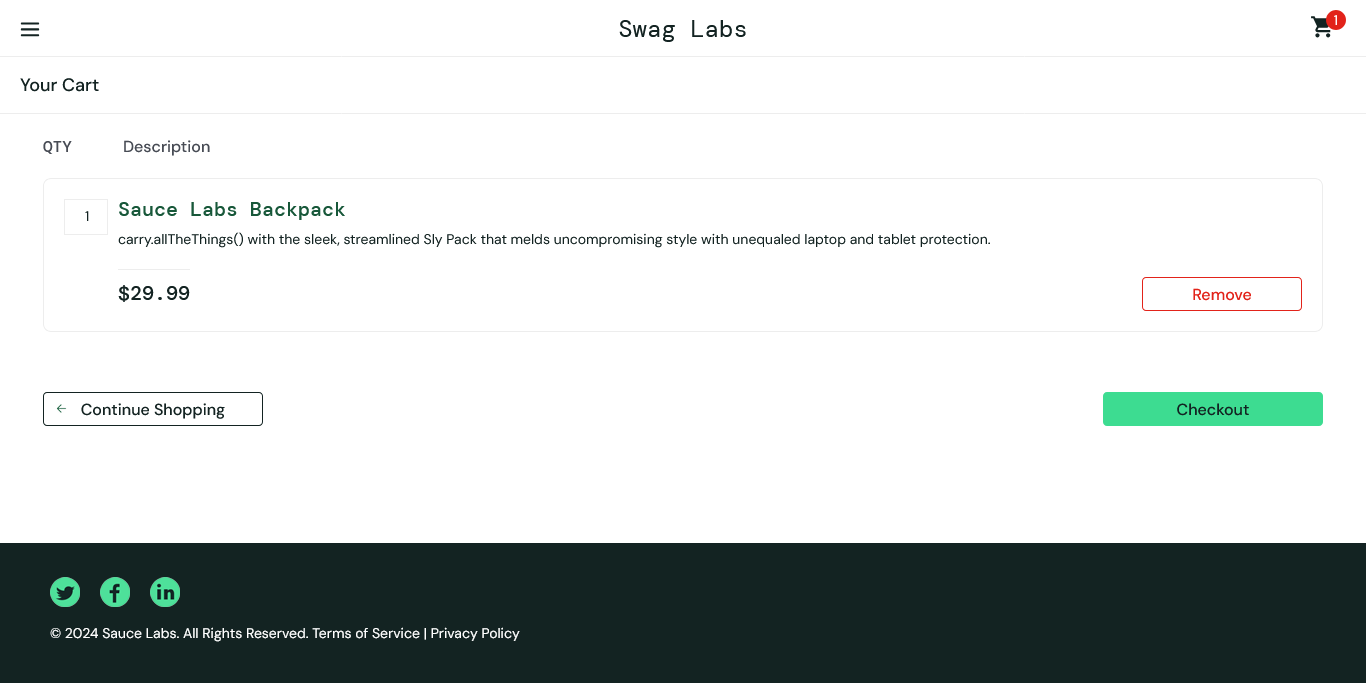 Swag Labs
1
Your Cart
QTY Description
1
Sauce Labs Backpack
carry.allTheThings() with the sleek, streamlined Sly Pack that melds uncompromising style with unequaled laptop and tablet protection.
$29.99
Remove
Continue Shopping
Checkout
© 2024 Sauce Labs. All Rights Reserved. Terms of Service | Privacy Policy